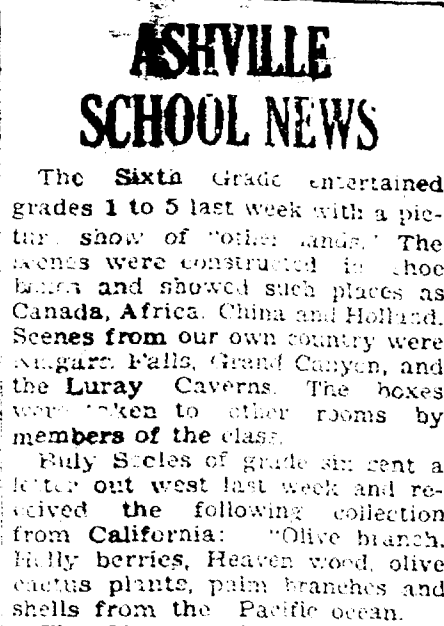 ASHVILLE
SCHOOL NEWS
The Sixth Grade entertained
grades 1 to 5 last week with a pic-
ture show of "other lands." The
scenes were constructed in shoe
boxes and showed such places as
Canada, Africa, China and Holland.
Scenes from our own country were
Niagara Falls, Grand Canyon, and
the Luray Caverns. The boxes
were taken to other rooms by
members of the class.
of grade six sent a
letter out west last week and re-
ceived the following collection
from California: "Olive branch,
Holly berries, Heaven wood, olive
cactus plants, palm branches and
shells from the Pacific ocean.